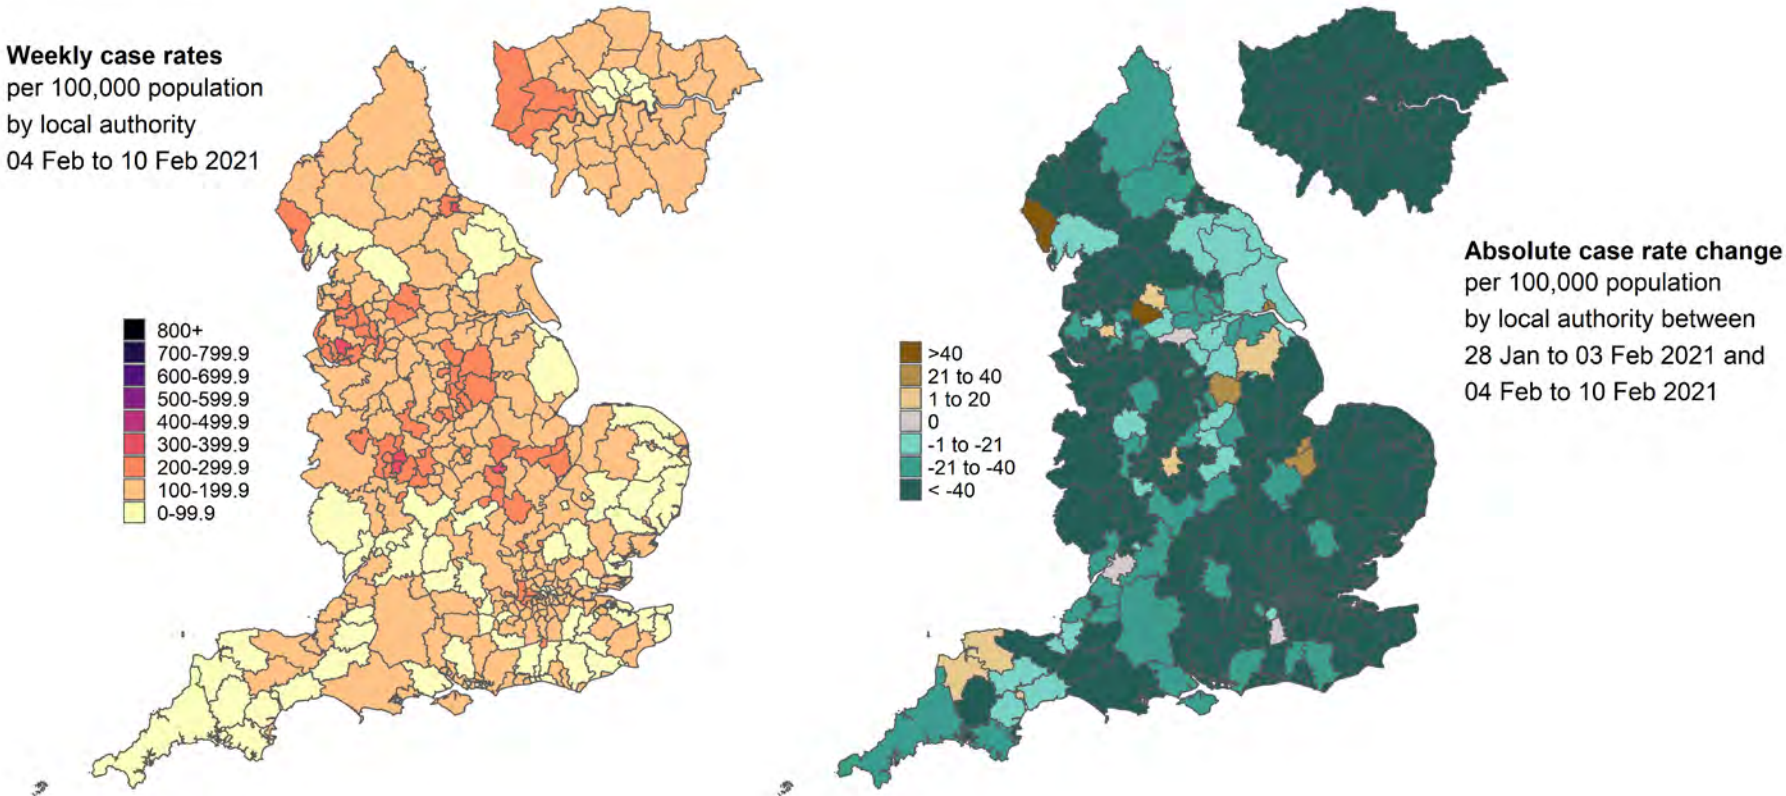 Weekly case rates
per 100,000 population
by local authority
04 Feb to 10 Feb 2021
800+
700-799.9
600-699.9
500-599.9
400-499.9
300-399.9
200-299.9
100-199.9
0-99.9
>40
21 to 40
1 to 20
0
-1 to -21
-21 to -40
< -40
Absolute case rate change
per 100,000 population
by local authority between
28 Jan to 03 Feb 2021 and
04 Feb to 10 Feb 2021